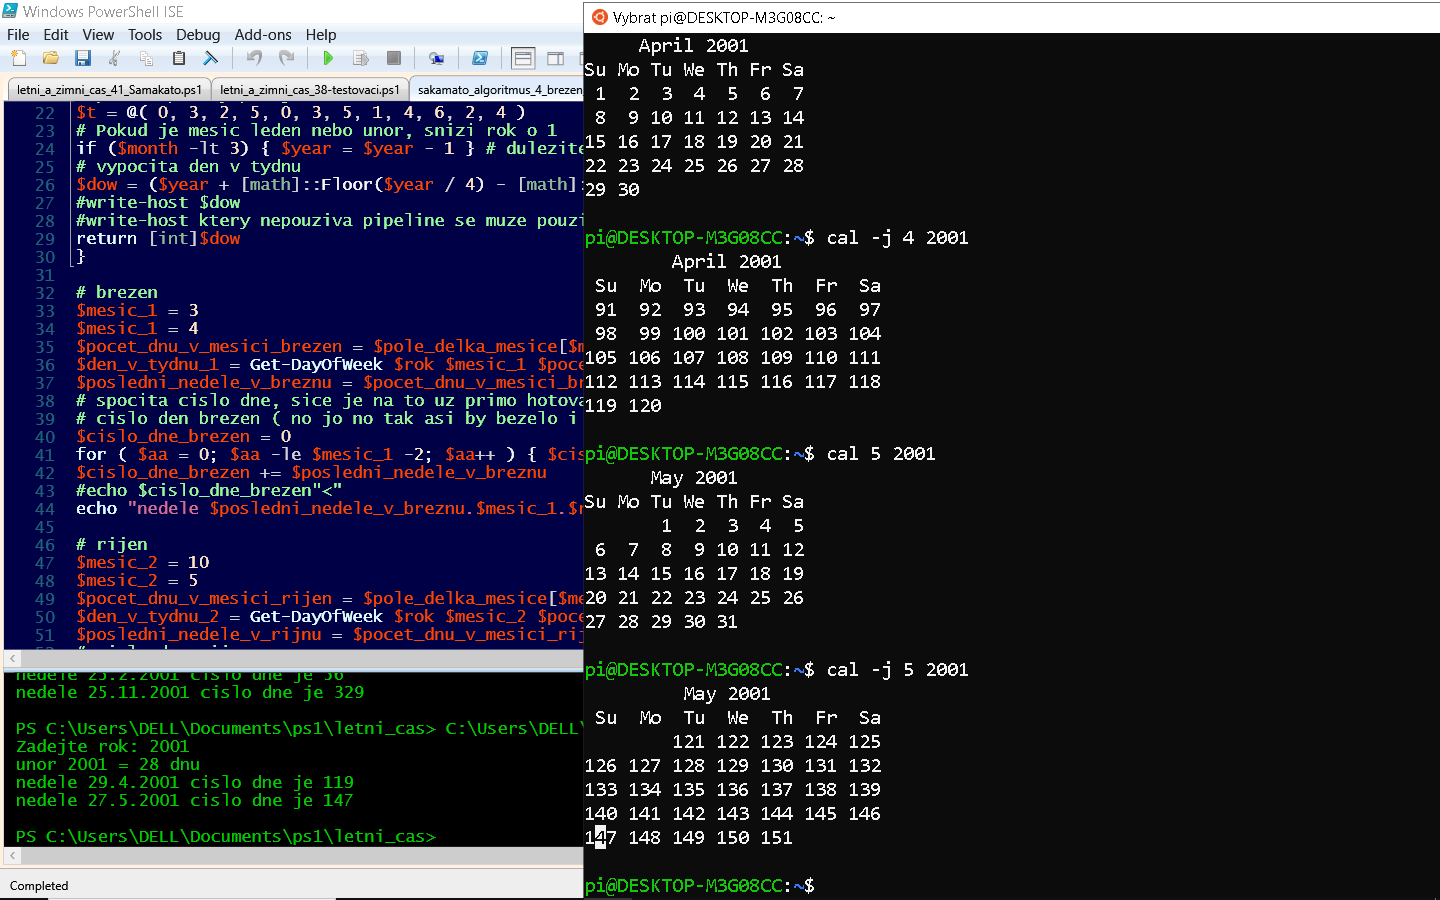 Windows PowerShell ISE
File Edit View Tools Debug Add-ons Help
letni_a_zimni_cas_41_Samakato.ps1 letni_a_zimni_cas_38-testovaci.ps1 sakamato_algoritmus_4_brezen
22 $t = @( 0, 3, 2, 5, 0, 3, 5, 1, 4, 6, 2, 4 )
23 # Pokud je mesic leden nebo unor, snizi rok o 1
24 if ($month -lt 3) { $year = $year - 1 } # dulezite
25 # vypocita den v tydnu
26 $dow = ($year + [math]::Floor($year / 4) - [math]:
27 #write-host $dow
28 #write-host ktery nepouziva pipeline se muze pouzi
29 return [int]$dow
30 }
31
32 # brezen
33 $mesic_1 = 3
34 $mesic_1 = 4
35 $pocet_dnu_v_mesici_brezen = $pole_delka_mesice[$m
36 $den_v_tydnu_1 = Get-DayOfWeek $rok $mesic_1 $poce
37 $posledni_nedele_v_breznu = $pocet_dnu_v_mesici_br
38 # spocita cislo dne, sice je na to uz primo hotova
39 # cislo den brezen ( no jo no tak asi by bezelo i
40 $cislo_dne_brezen = 0
41 for ( $aa = 0; $aa -le $mesic_1 -2; $aa++ ) { $cis
42 $cislo_dne_brezen += $posledni_nedele_v_breznu
43 #echo $cislo_dne_brezen"<"
44 echo "nedele $posledni_nedele_v_breznu.$mesic_1.$r
45
46 # rijen
47 $mesic_2 = 10
48 $mesic_2 = 5
49 $pocet_dnu_v_mesici_rijen = $pole_delka_mesice[$me
50 $den_v_tydnu_2 = Get-DayOfWeek $rok $mesic_2 $poce
51 $posledni_nedele_v_rijnu = $pocet_dnu_v_mesici_rij
nedele 25.2.2001 cislo dne je 56
nedele 25.11.2001 cislo dne je 329
PS C:\Users\DELL\Documents\ps1\letni_cas> C:\Users\DELL\
Zadejte rok: 2001
unor 2001 = 28 dnu
nedele 29.4.2001 cislo dne je 119
nedele 27.5.2001 cislo dne je 147
PS C:\Users\DELL\Documents\ps1\letni_cas>
Completed
Vybrat pi@DESKTOP-M3G08CC: ~
April 2001
Su Mo Tu We Th Fr Sa
1 2 3 4 5 6 7
8 9 10 11 12 13 14
15 16 17 18 19 20 21
22 23 24 25 26 27 28
29 30
pi@DESKTOP-M3G08CC:~$ cal -j 4 2001
April 2001
Su Mo Tu We Th Fr Sa
91 92 93 94 95 96 97
98 99 100 101 102 103 104
105 106 107 108 109 110 111
112 113 114 115 116 117 118
119 120
pi@DESKTOP-M3G08CC:~$ cal 5 2001
May 2001
Su Mo Tu We Th Fr Sa
1 2 3 4 5
6 7 8 9 10 11 12
13 14 15 16 17 18 19
20 21 22 23 24 25 26
27 28 29 30 31
pi@DESKTOP-M3G08CC:~$ cal -j 5 2001
May 2001
Su Mo Tu We Th Fr Sa
121 122 123 124 125
126 127 128 129 130 131 132
133 134 135 136 137 138 139
140 141 142 143 144 145 146
147 148 149 150 151
pi@DESKTOP-M3G08CC:~$